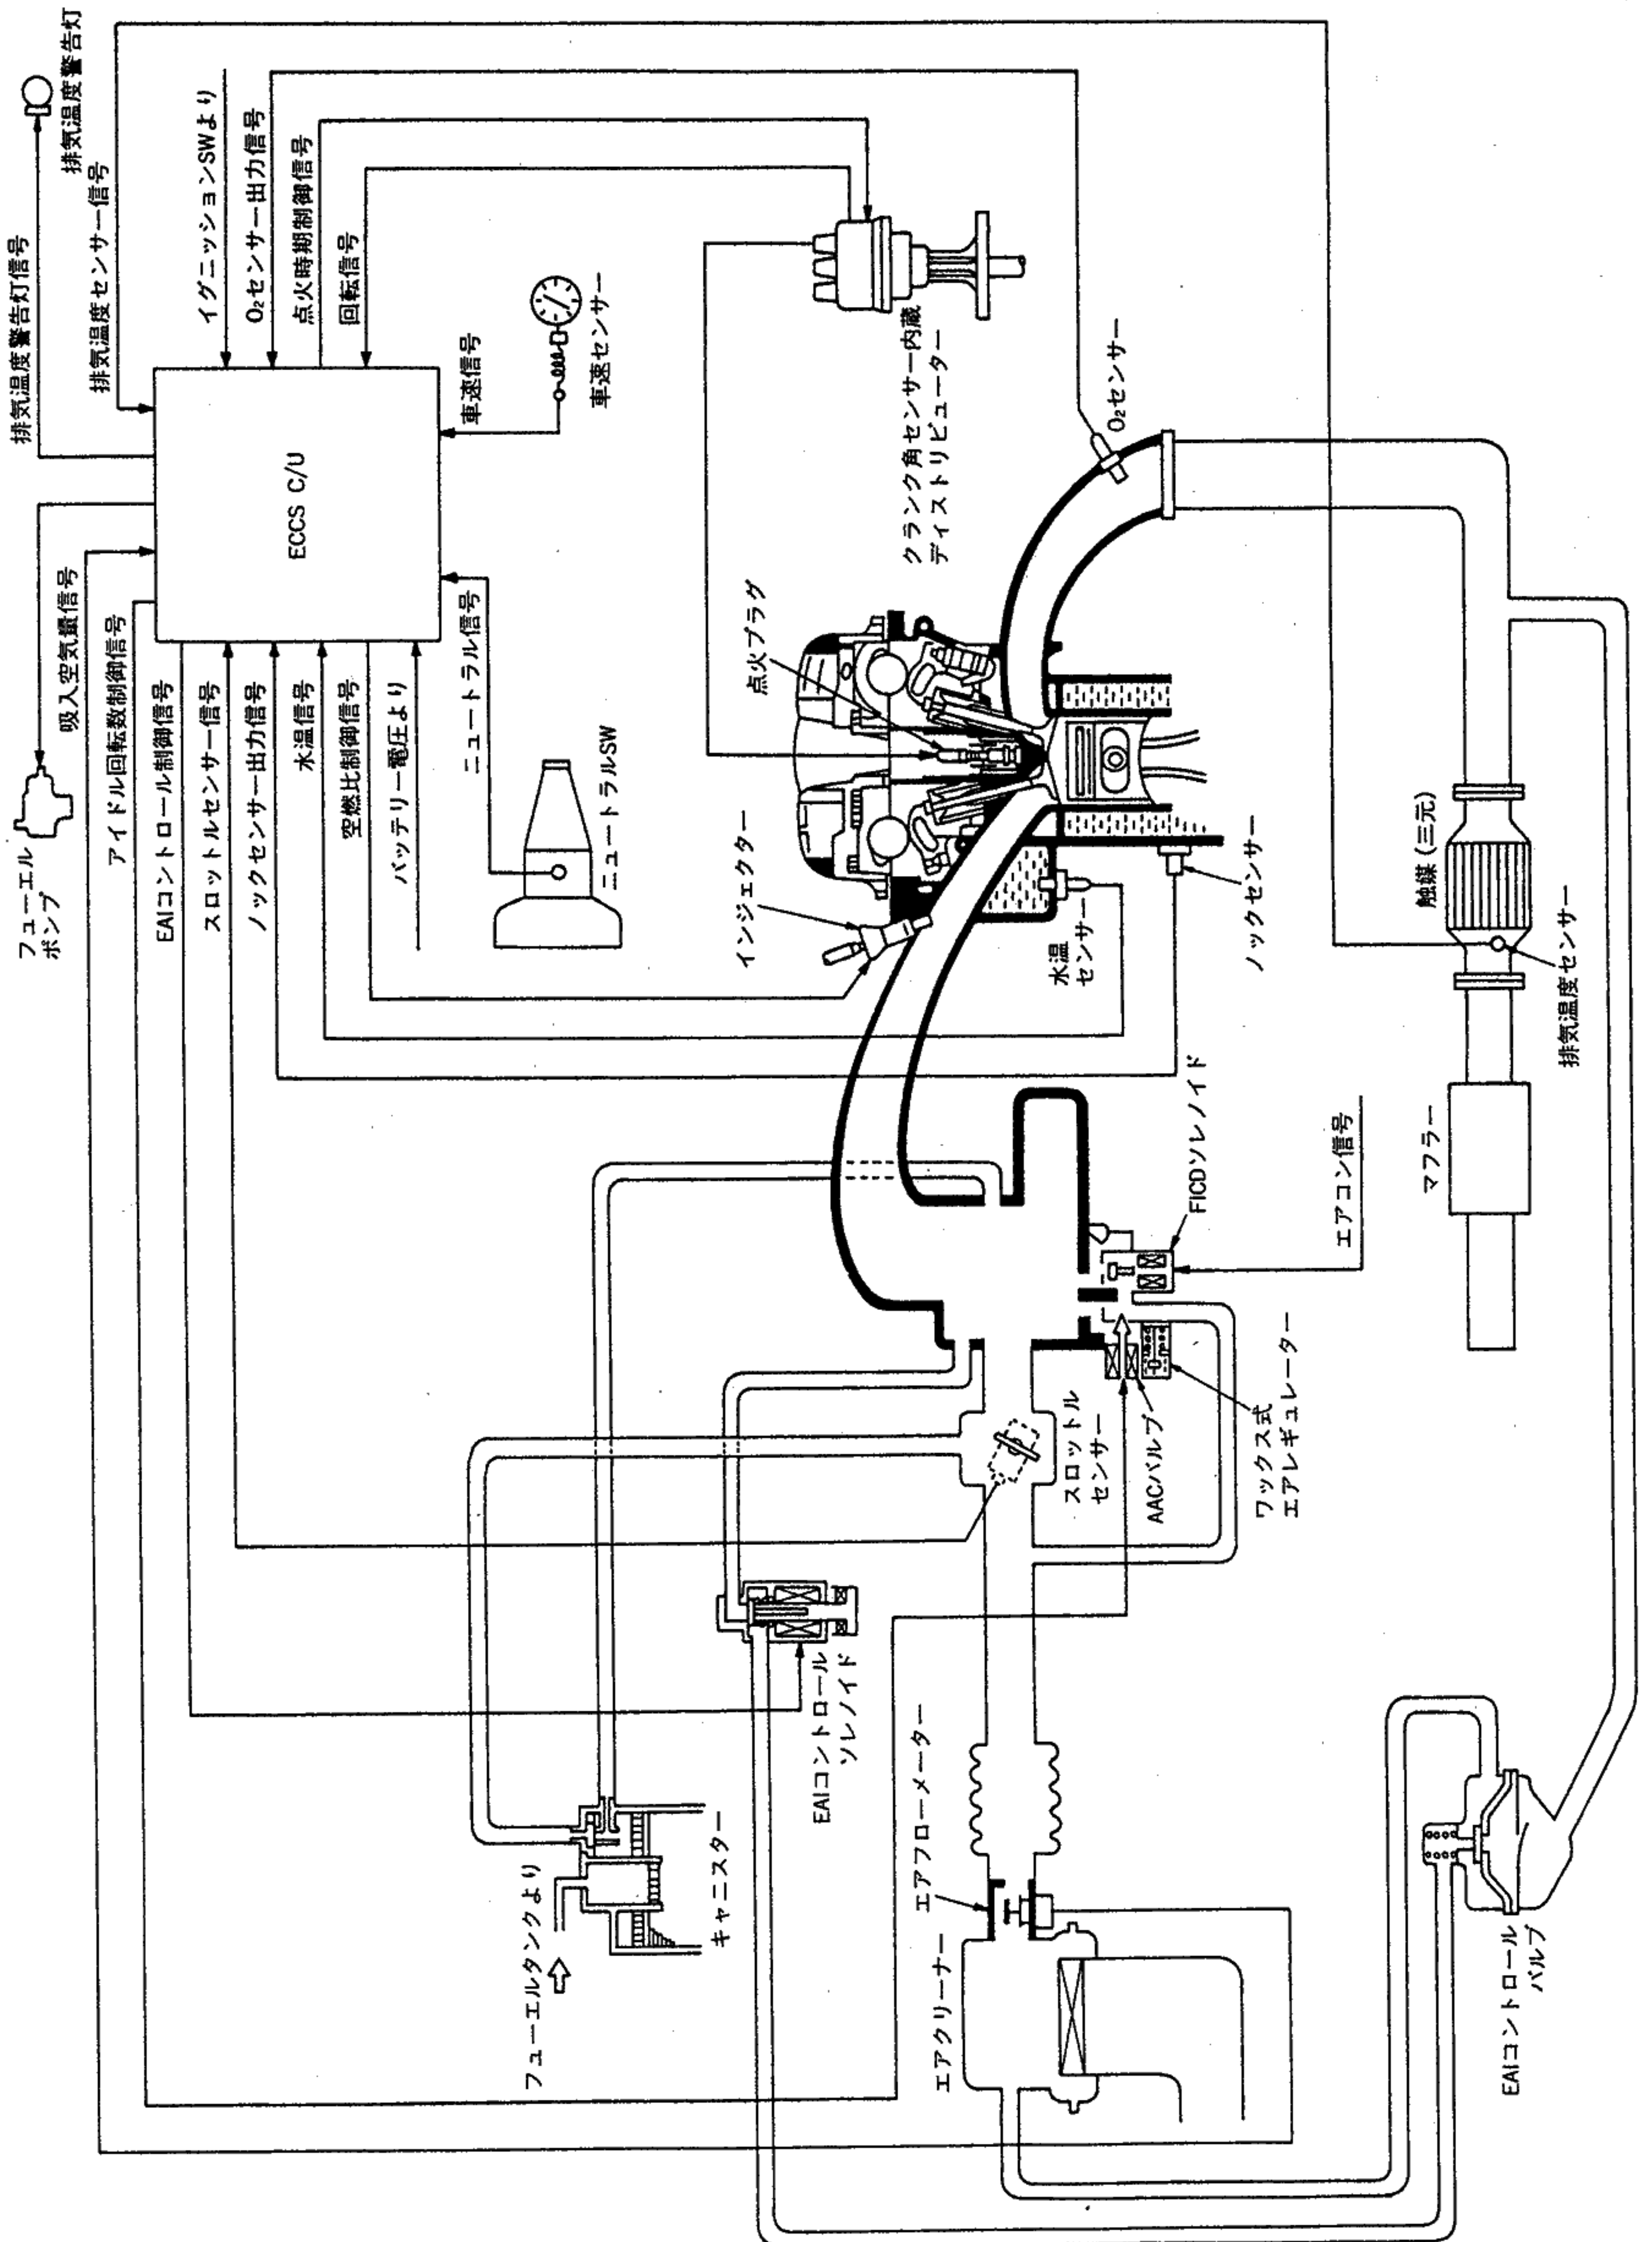 排気温度警告灯
排気温度警告灯信号
排気温度センサー信号
イグニッションSWより
O₂センサー出力信号
点火時期制御信号
回転信号
車速信号
車速センサー
ECCS C/U
フューエル
ポンプ
吸入空気量信号
アイドル回転数制御信号
EAIコントロール制御信号
スロットルセンサー信号
ノックセンサー出力信号
水温信号
空燃比制御信号
バッテリー電圧より
ニュートラル信号
ニュートラルSW
クランク角センサー内蔵
ディストリビューター
O₂センサー
点火プラグ
インジェクター
水温
センサー
ノックセンサー
触媒(三元)
排気温度センサー
マフラー
FICDソレノイド
エアコン信号
スロットル
センサー
AACバルブ
ワックス式
エアレギュレーター
EAIコントロール
ソレノイド
フューエルタンクより
キャニスター
エアフローメーター
エアクリーナー
EAIコントロール
バルブ